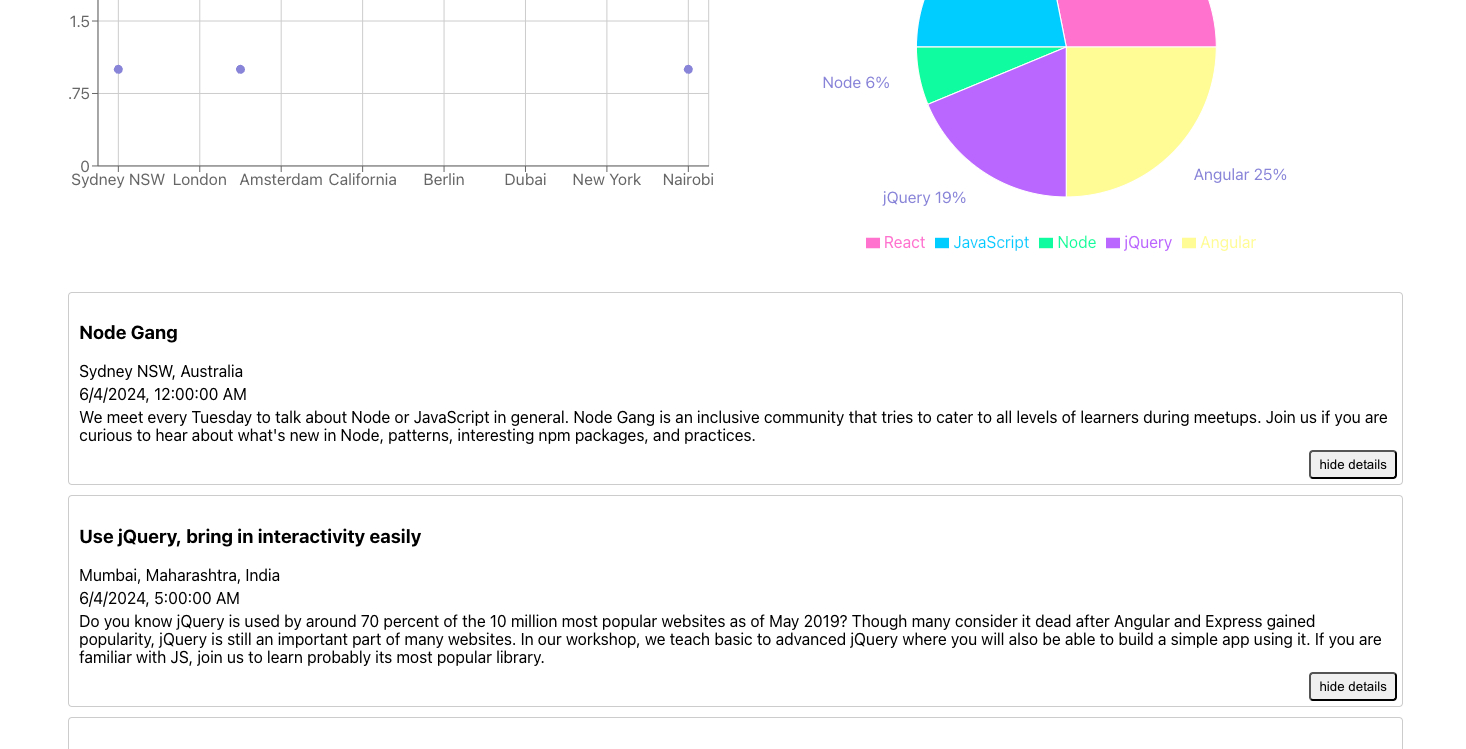 1.5
.75
0
Sydney NSW London Amsterdam California Berlin Dubai New York Nairobi
Node 6%
jQuery 19%
Angular 25%
React JavaScript Node jQuery Angular
Node Gang
Sydney NSW, Australia
6/4/2024, 12:00:00 AM
We meet every Tuesday to talk about Node or JavaScript in general. Node Gang is an inclusive community that tries to cater to all levels of learners during meetups. Join us if you are
curious to hear about what's new in Node, patterns, interesting npm packages, and practices.
hide details
Use jQuery, bring in interactivity easily
Mumbai, Maharashtra, India
6/4/2024, 5:00:00 AM
Do you know jQuery is used by around 70 percent of the 10 million most popular websites as of May 2019? Though many consider it dead after Angular and Express gained
popularity, jQuery is still an important part of many websites. In our workshop, we teach basic to advanced jQuery where you will also be able to build a simple app using it. If you are
familiar with JS, join us to learn probably its most popular library.
hide details